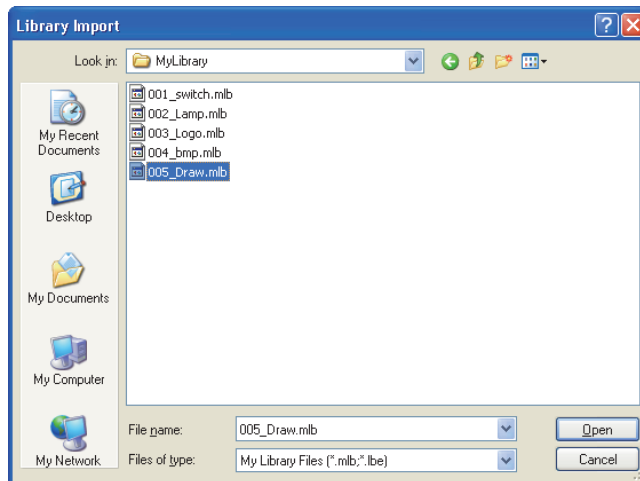 Library Import
Look in: MyLibrary
001_switch.mlb
002_Lamp.mlb
003_Logo.mlb
004_bmp.mlb
005_Draw.mlb
My Recent
Documents
Desktop
My Documents
My Computer
My Network
File name: 005_Draw.mlb Open
Files of type: My Library Files (*.mlb;*.lbe) Cancel